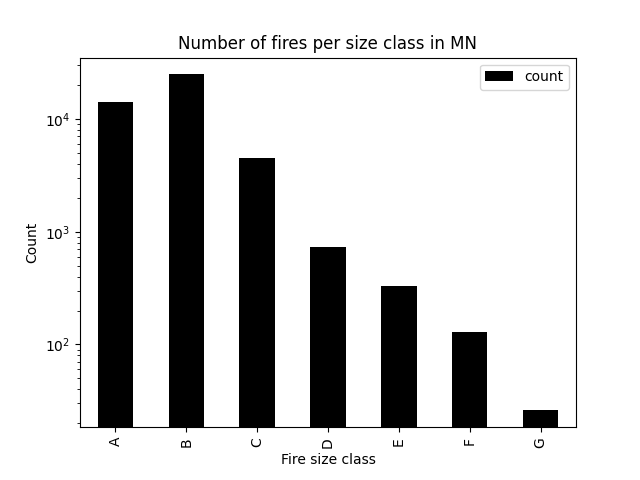 Number of fires per size class in MN
count
Count
10⁴
10³
10²
A B C D E F G
Fire size class